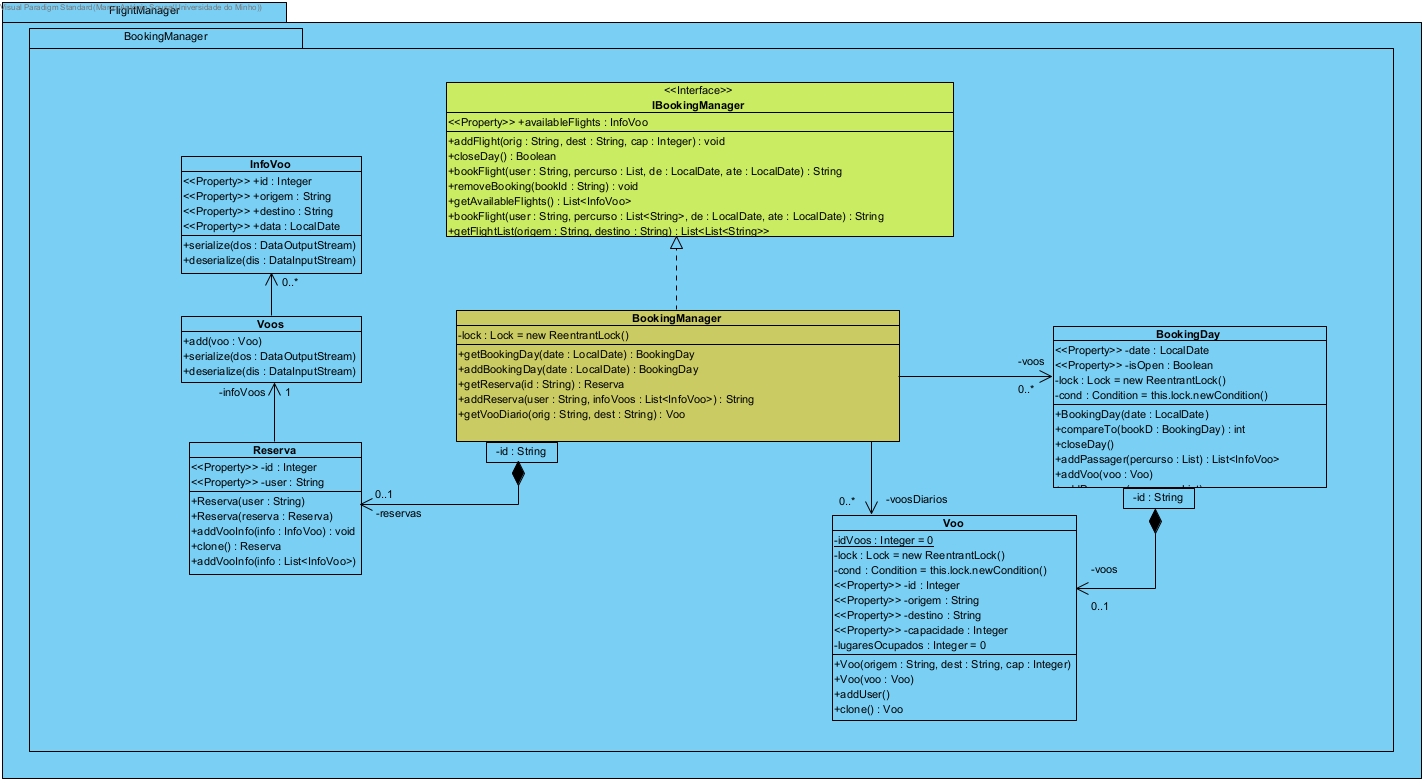 Visual Paradigm Standard
Universidade do Minho))
FlightManager
BookingManager
<<Interface>>
IBookingManager
<<Property>> +availableFlights : InfoVoo
+addFlight(orig : String, dest : String, cap : Integer) : void
+closeDay() : Boolean
+bookFlight(user : String, percurso : List, de : LocalDate, ate : LocalDate) : String
+removeBooking(bookId : String) : void
+getAvailableFlights() : List<InfoVoo>
+bookFlight(user : String, percurso : List<String>, de : LocalDate, ate : LocalDate) : String
+getFlightList(origem : String, destino : String) : List<List<String>>
InfoVoo
<<Property>> +id : Integer
<<Property>> +origem : String
<<Property>> +destino : String
<<Property>> +data : LocalDate
+serialize(dos : DataOutputStream)
+deserialize(dis : DataInputStream)
0..*
Voos
+add(voo : Voo)
+serialize(dos : DataOutputStream)
+deserialize(dis : DataInputStream)
-infoVoos
1
Reserva
<<Property>> -id : Integer
<<Property>> -user : String
+Reserva(user : String)
+Reserva(reserva : Reserva)
+addVooInfo(info : InfoVoo) : void
+clone() : Reserva
+addVooInfo(info : List<InfoVoo>)
BookingManager
-lock : Lock = new ReentrantLock()
+getBookingDay(date : LocalDate) : BookingDay
+addBookingDay(date : LocalDate) : BookingDay
+getReserva(id : String) : Reserva
+addReserva(user : String, infoVoos : List<InfoVoo>) : String
+getVooDiario(orig : String, dest : String) : Voo
-id : String
0..1
-reservas
-voos
0..*
BookingDay
<<Property>> -date : LocalDate
<<Property>> -isOpen : Boolean
-lock : Lock = new ReentrantLock()
-cond : Condition = this.lock.newCondition()
+BookingDay(date : LocalDate)
+compareTo(bookD : BookingDay) : int
+closeDay()
+addPassager(percurso : List) : List<InfoVoo>
+addVoo(voo : Voo)
-id : String
0..*
-voosDiarios
-voos
0..1
Voo
-idVoos : Integer = 0
-lock : Lock = new ReentrantLock()
-cond : Condition = this.lock.newCondition()
<<Property>> -id : Integer
<<Property>> -origem : String
<<Property>> -destino : String
<<Property>> -capacidade : Integer
-lugaresOcupados : Integer = 0
+Voo(origem : String, dest : String, cap : Integer)
+Voo(voo : Voo)
+addUser()
+clone() : Voo